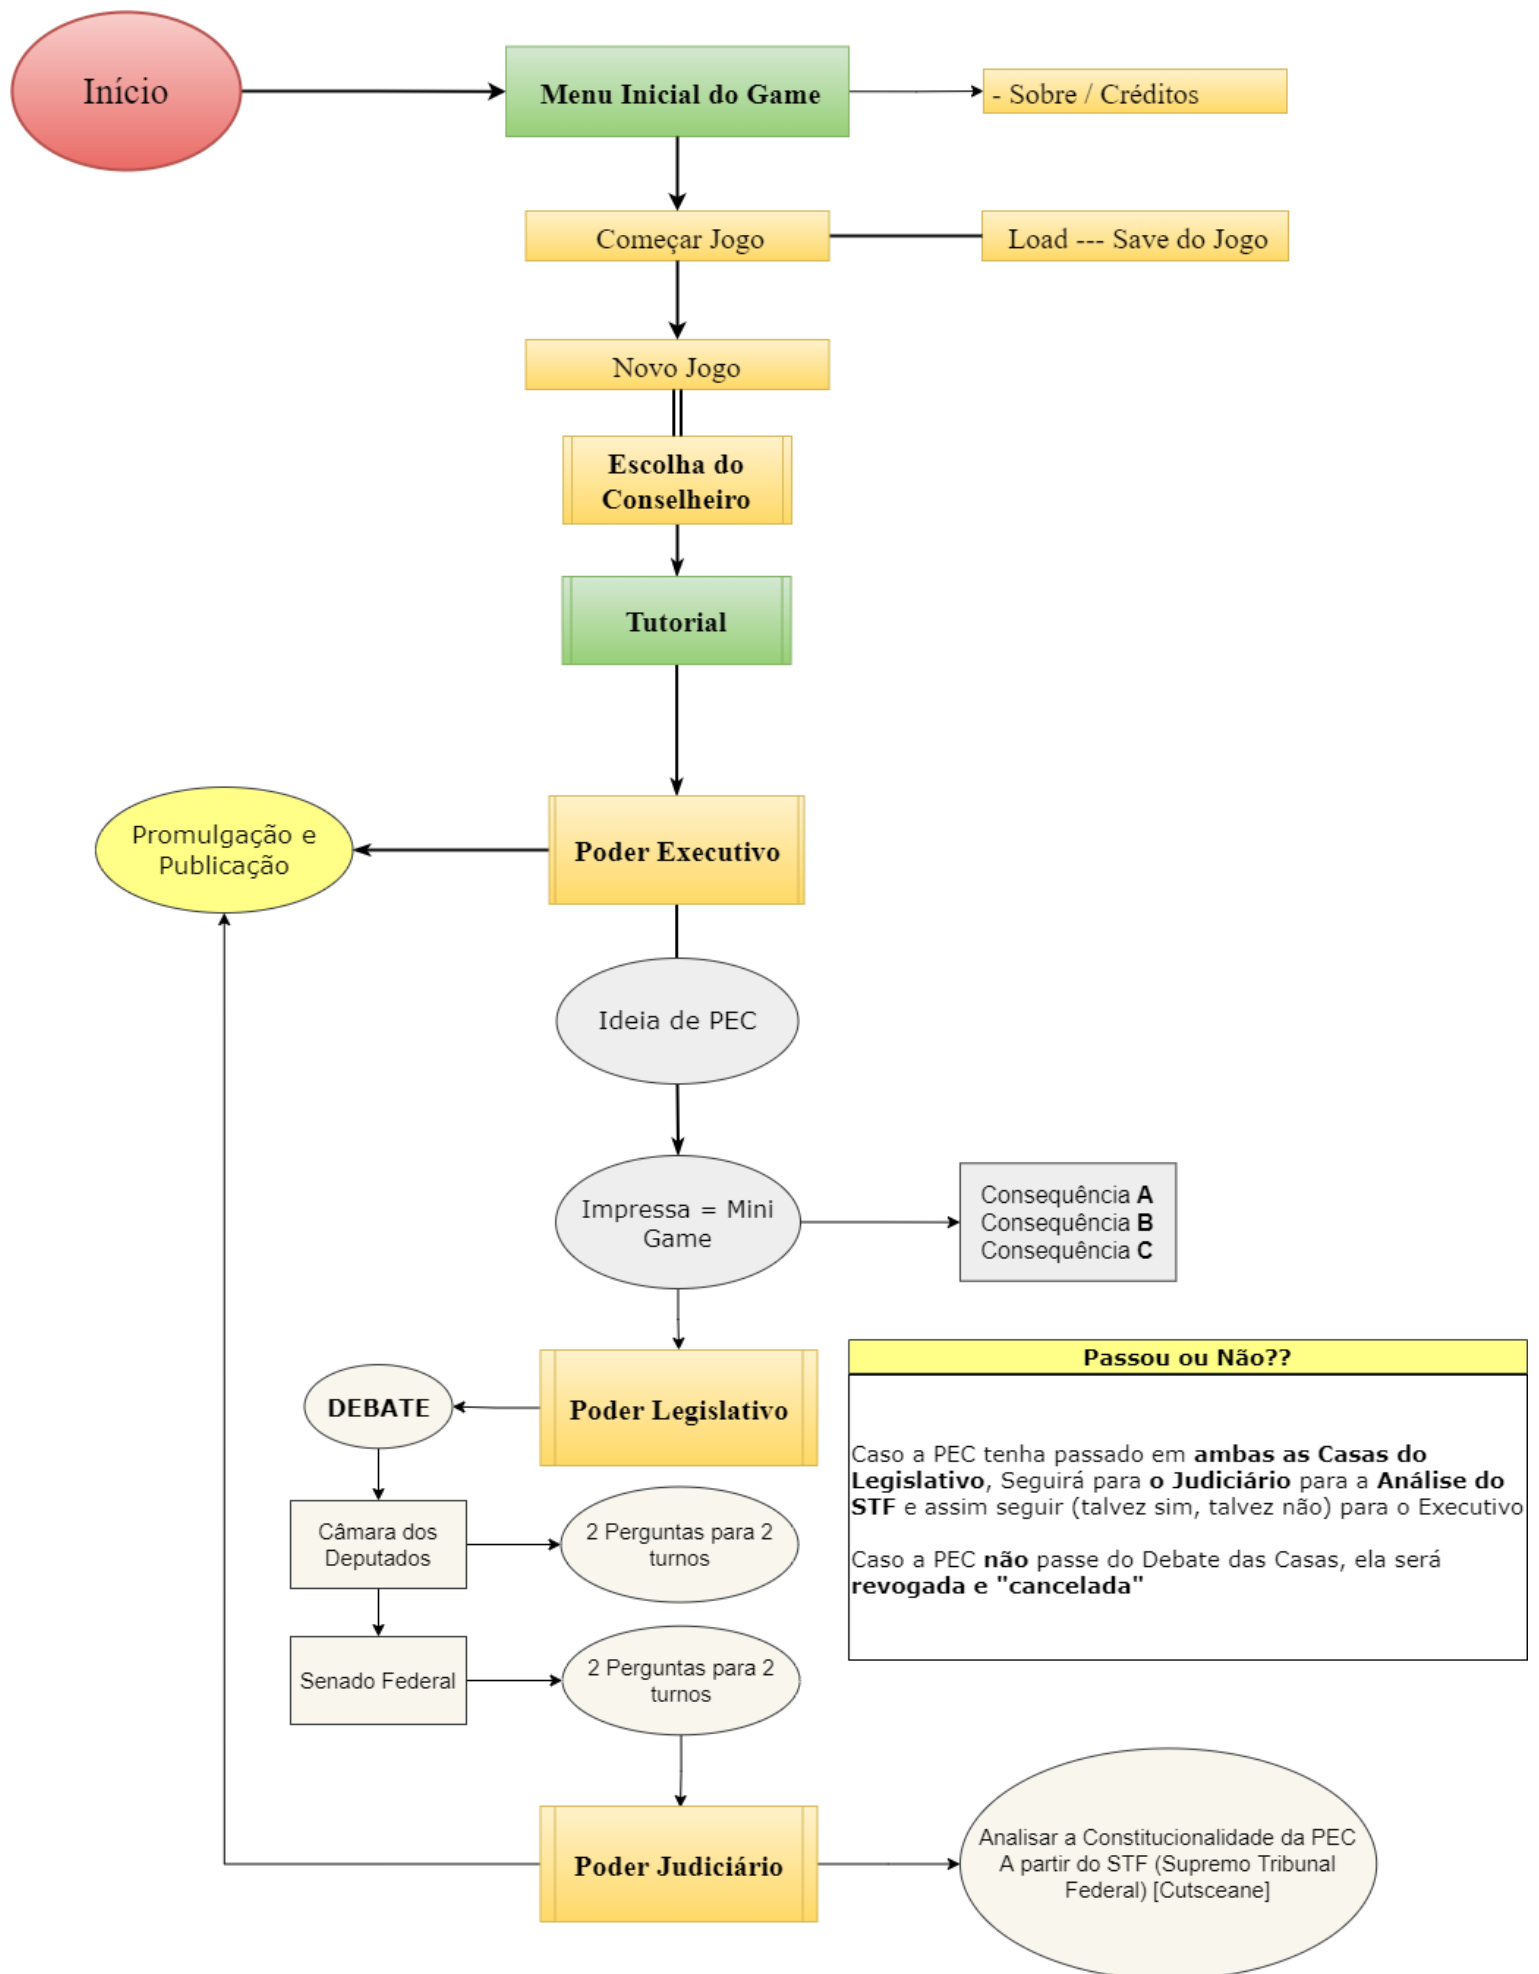 Início
Menu Inicial do Game
- Sobre / Créditos
Começar Jogo
Load --- Save do Jogo
Novo Jogo
Escolha do
Conselheiro
Tutorial
Promulgação e
Publicação
Poder Executivo
Ideia de PEC
Impressa = Mini
Game
Consequência A
Consequência B
Consequência C
Passou ou Não??
DEBATE
Poder Legislativo
Caso a PEC tenha passado em ambas as Casas do
Legislativo, Seguirá para o Judiciário para a Análise do
STF e assim seguir (talvez sim, talvez não) para o Executivo
Caso a PEC não passe do Debate das Casas, ela será
revogada e "cancelada"
Câmara dos
Deputados
2 Perguntas para 2
turnos
Senado Federal
2 Perguntas para 2
turnos
Poder Judiciário
Analisar a Constitucionalidade da PEC
A partir do STF (Supremo Tribunal
Federal) [Cutsceane]